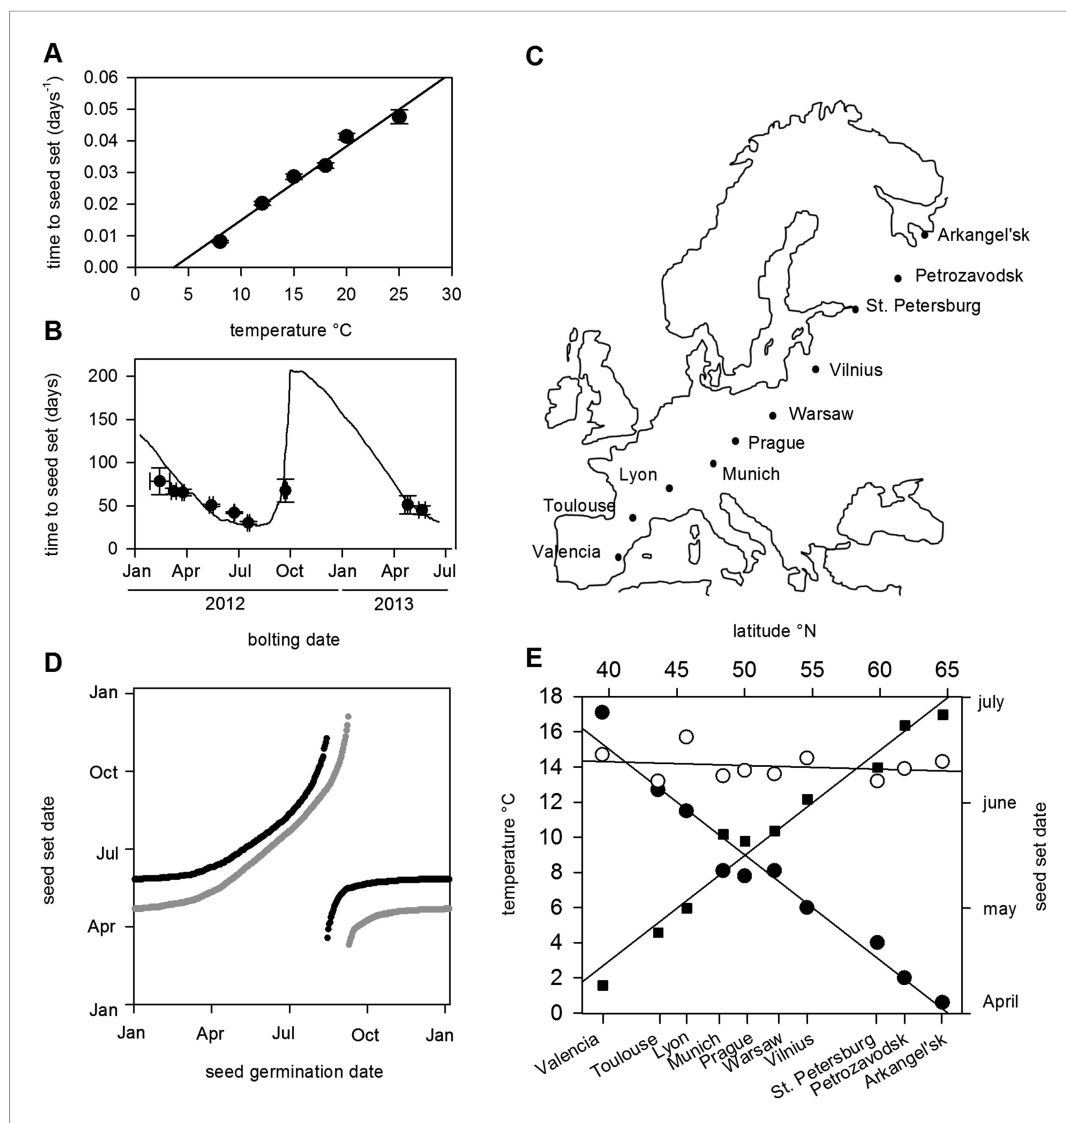 A
time to seed set (days-1)
0.06
0.05
0.04
0.03
0.02
0.01
0.00
0 5 10 15 20 25 30
temperature °C
B
time to seed set (days)
200
150
100
50
0
Jan Apr Jul Oct Jan Apr Jul
2012 2013
bolting date
C
Arkangel'sk
Petrozavodsk
St. Petersburg
Vilnius
Warsaw
Prague
Munich
Lyon
Toulouse
Valencia
D
seed set date
Jan
Oct
Jul
Apr
Jan
Jan Apr Jul Oct Jan
seed germination date
E
latitude °N
40 45 50 55 60 65
temperature °C
18
16
14
12
10
8
6
4
2
0
july
june
may
April
seed set date
Valencia
Toulouse
Lyon
Munich
Prague
Warsaw
Vilnius
St. Petersburg
Petrozavodsk
Arkangel'sk